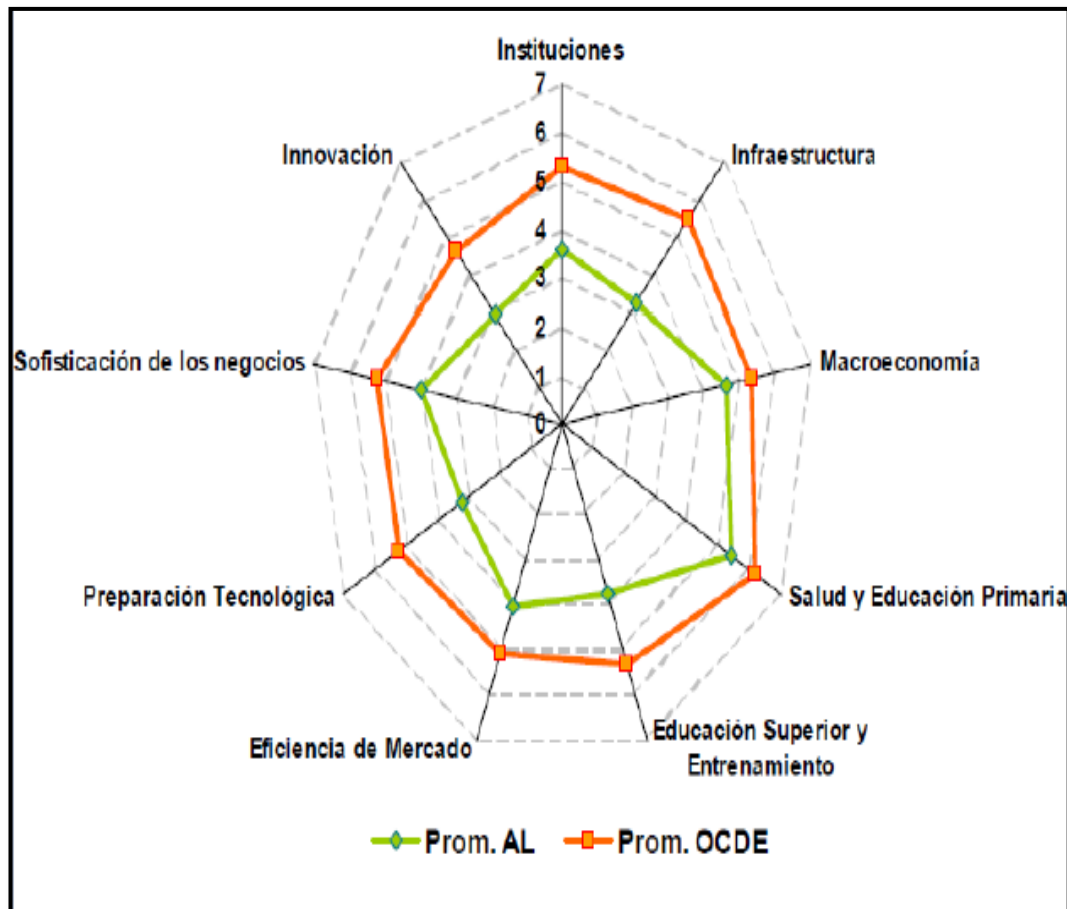 Instituciones
7
6
5
4
3
2
1
0
Innovación
Infraestructura
Sofisticación de los negocios
Macroeconomía
Preparación Tecnológica
Salud y Educación Primaria
Eficiencia de Mercado
Educación Superior y
Entrenamiento
Prom. AL
Prom. OCDE